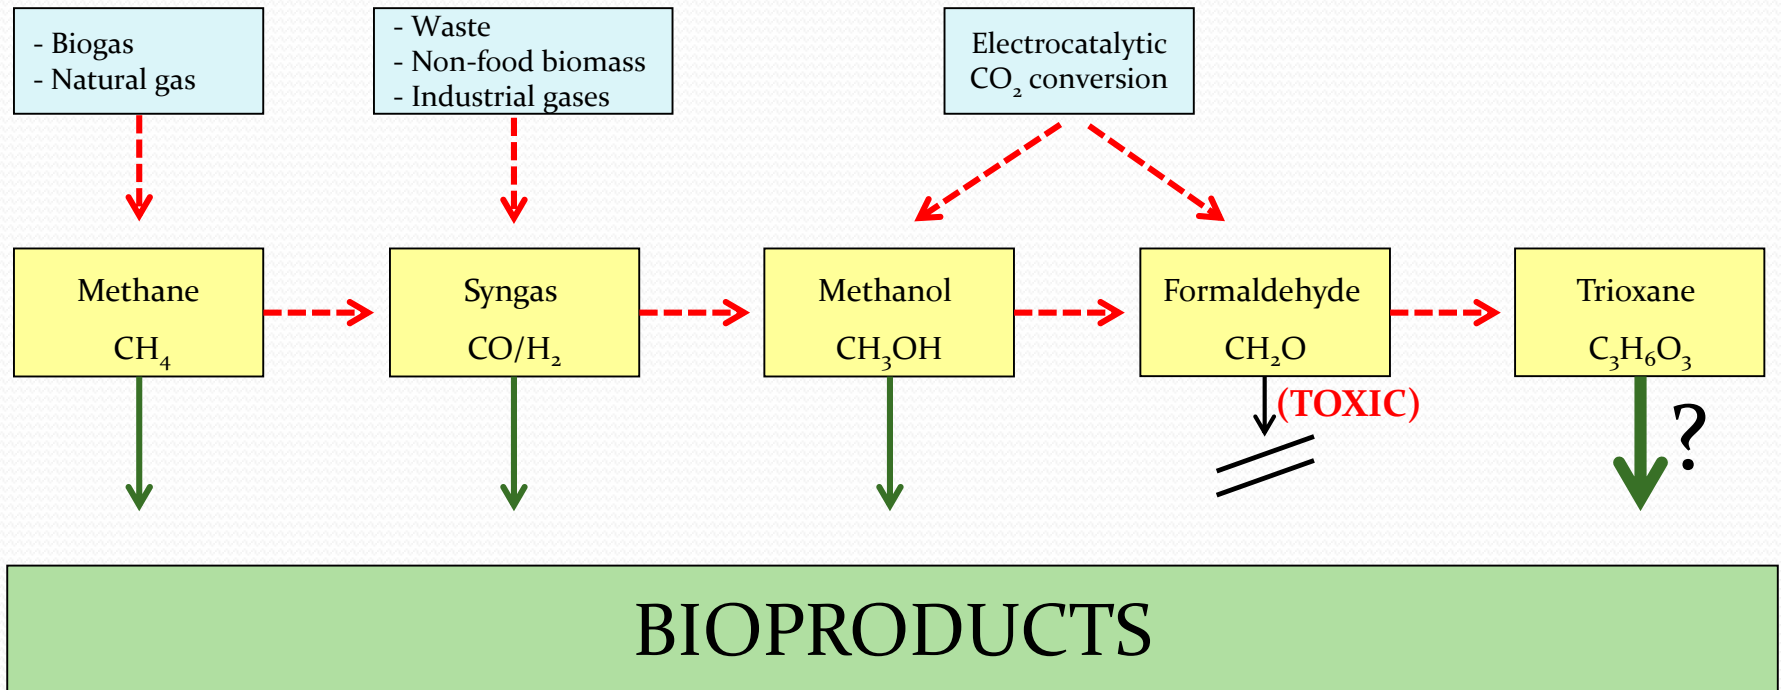 - Biogas
- Natural gas
- Waste
- Non-food biomass
- Industrial gases
Electrocatalytic
CO₂ conversion
Methane
CH₄
Syngas
CO/H₂
Methanol
CH₃OH
Formaldehyde
CH₂O
Trioxane
C₃H₆O₃
(TOXIC)
?
BIOPRODUCTS